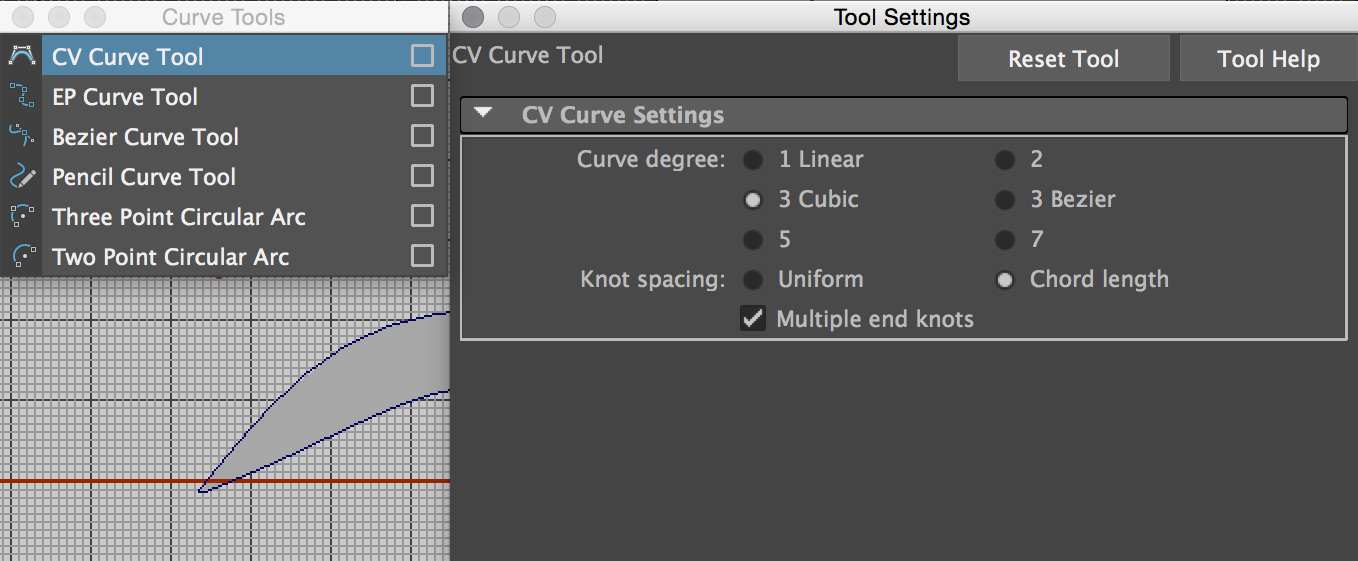 Curve Tools
CV Curve Tool
EP Curve Tool
Bezier Curve Tool
Pencil Curve Tool
Three Point Circular Arc
Two Point Circular Arc
Tool Settings
CV Curve Tool Reset Tool Tool Help
CV Curve Settings
Curve degree: 1 Linear 2
3 Cubic 3 Bezier
5 7
Knot spacing: Uniform Chord length
Multiple end knots